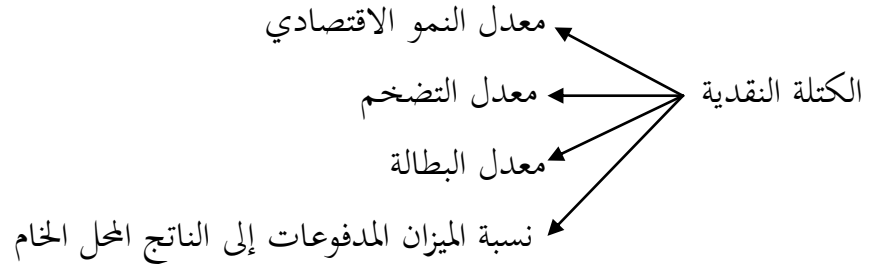 معدل النمو الاقتصادي
الكتلة النقدية
معدل التضخم
معدل البطالة
نسبة الميزان المدفوعات إلى الناتج المحل الخام